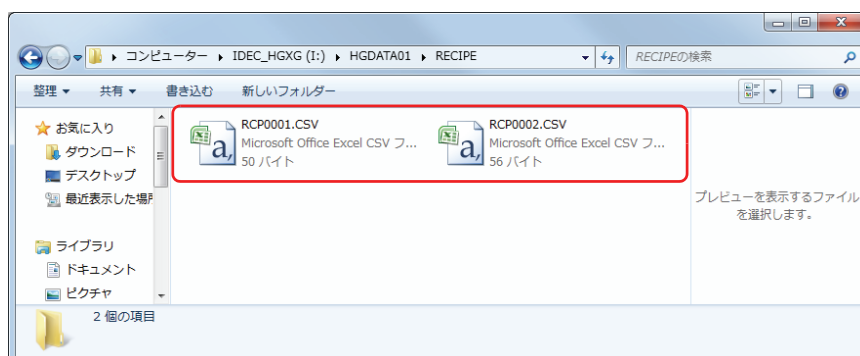 コンピューター ▸ IDEC_HGXG (I:) ▸ HGDATA01 ▸ RECIPE
RECIPEの検索
整理 ▼ 共有 ▼ 書き込む 新しいフォルダー
お気に入り
ダウンロード
デスクトップ
最近表示した場所
ライブラリ
ドキュメント
ピクチャ
RCP0001.CSV
Microsoft Office Excel CSV フ...
50 バイト
RCP0002.CSV
Microsoft Office Excel CSV フ...
56 バイト
プレビューを表示するファイル
を選択します。
2 個の項目